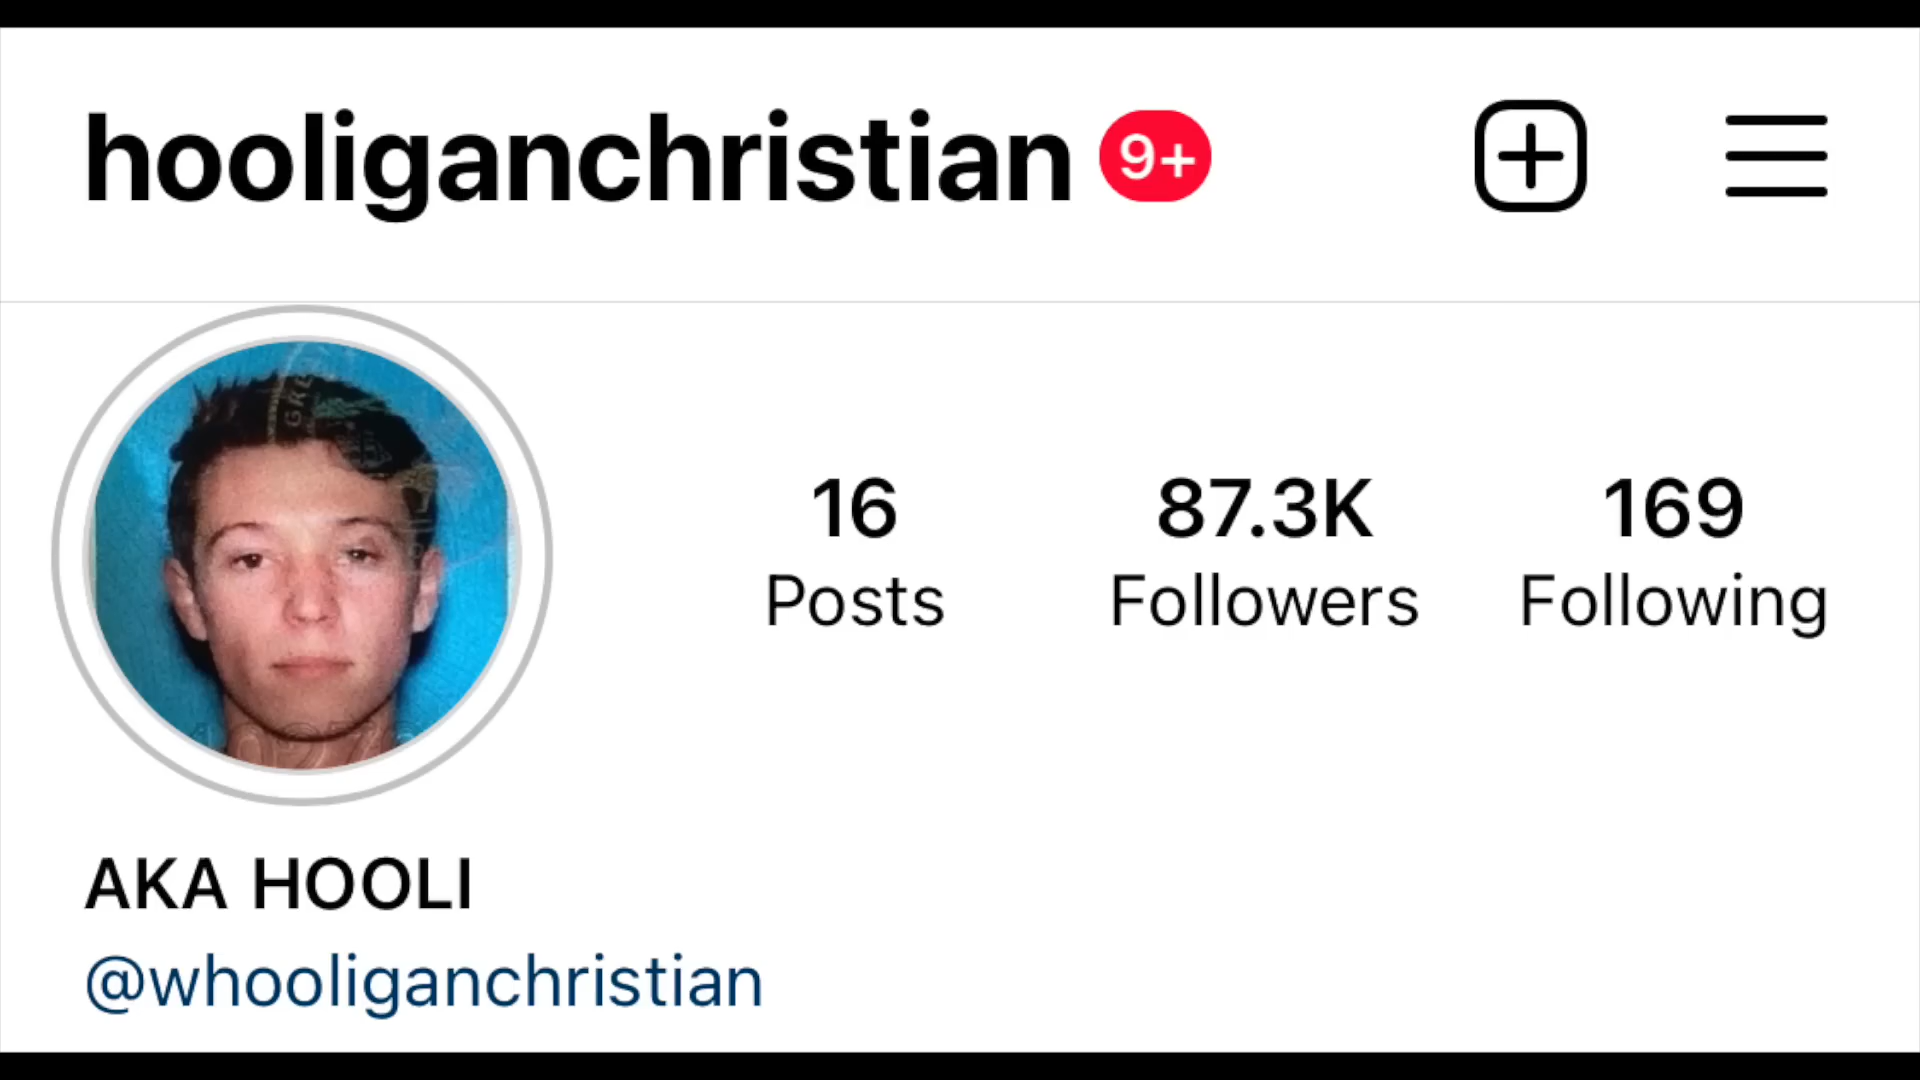 hooliganchristian 9+
16 87.3K 169
Posts Followers Following
AKA HOOLI
@whooliganchristian